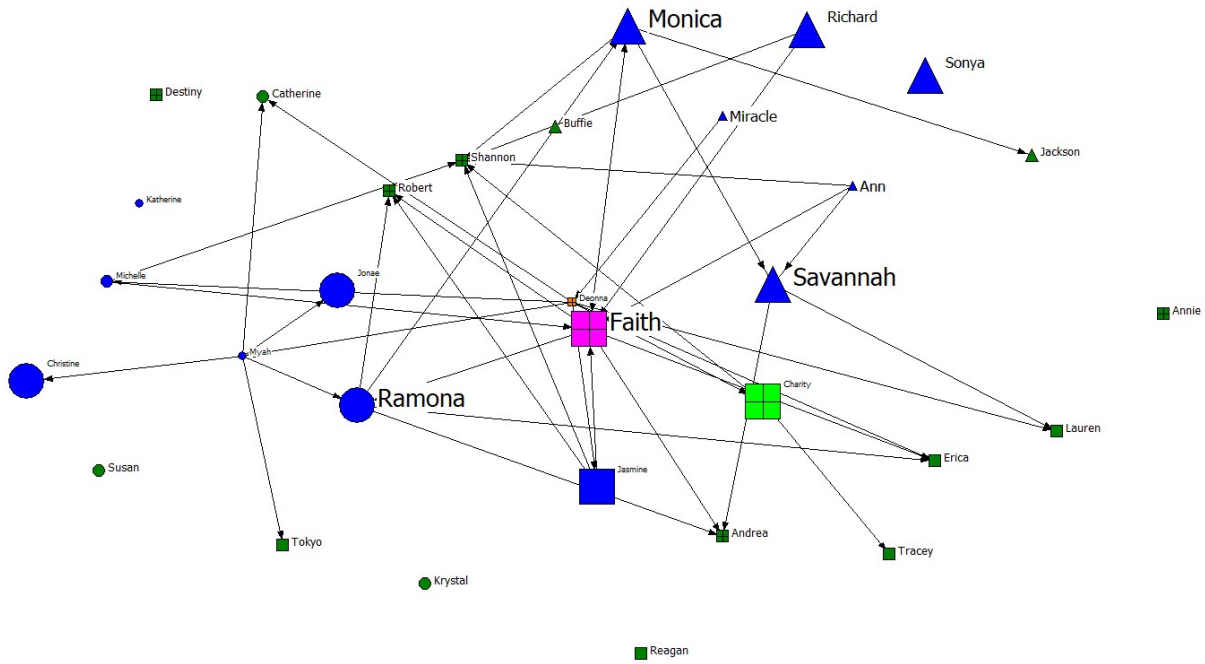 Monica
Richard
Sonya
Destiny
Catherine
Buffie
Miracle
Shannon
Jackson
Robert
Ann
Katherine
Michelle
Jonae
Savannah
Deonna
Annie
Faith
Myah
Christine
Ramona
Charity
Lauren
Susan
Jasmine
Erica
Tokyo
Andrea
Tracey
Krystal
Reagan